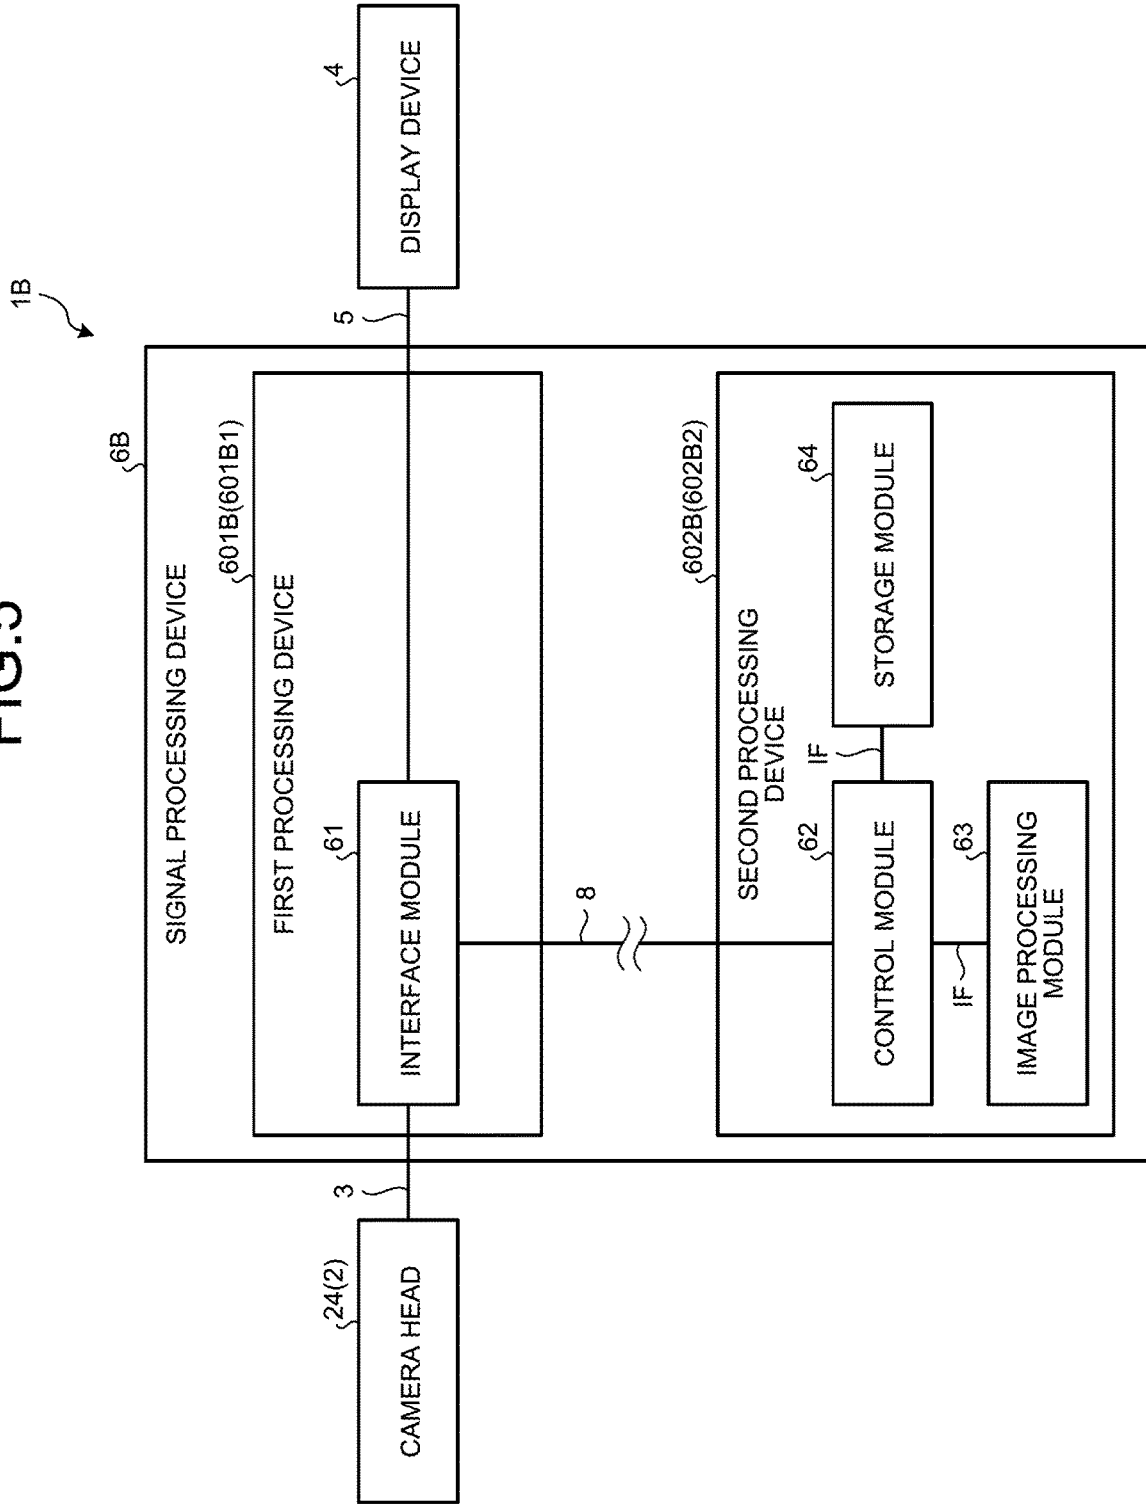 1B
6B
SIGNAL PROCESSING DEVICE
601B(601B1)
FIRST PROCESSING DEVICE
24(2)
CAMERA HEAD
3
61
INTERFACE MODULE
5
4
DISPLAY DEVICE
8
602B(602B2)
SECOND PROCESSING
DEVICE
62
CONTROL MODULE
IF
64
STORAGE MODULE
IF
63
IMAGE PROCESSING
MODULE